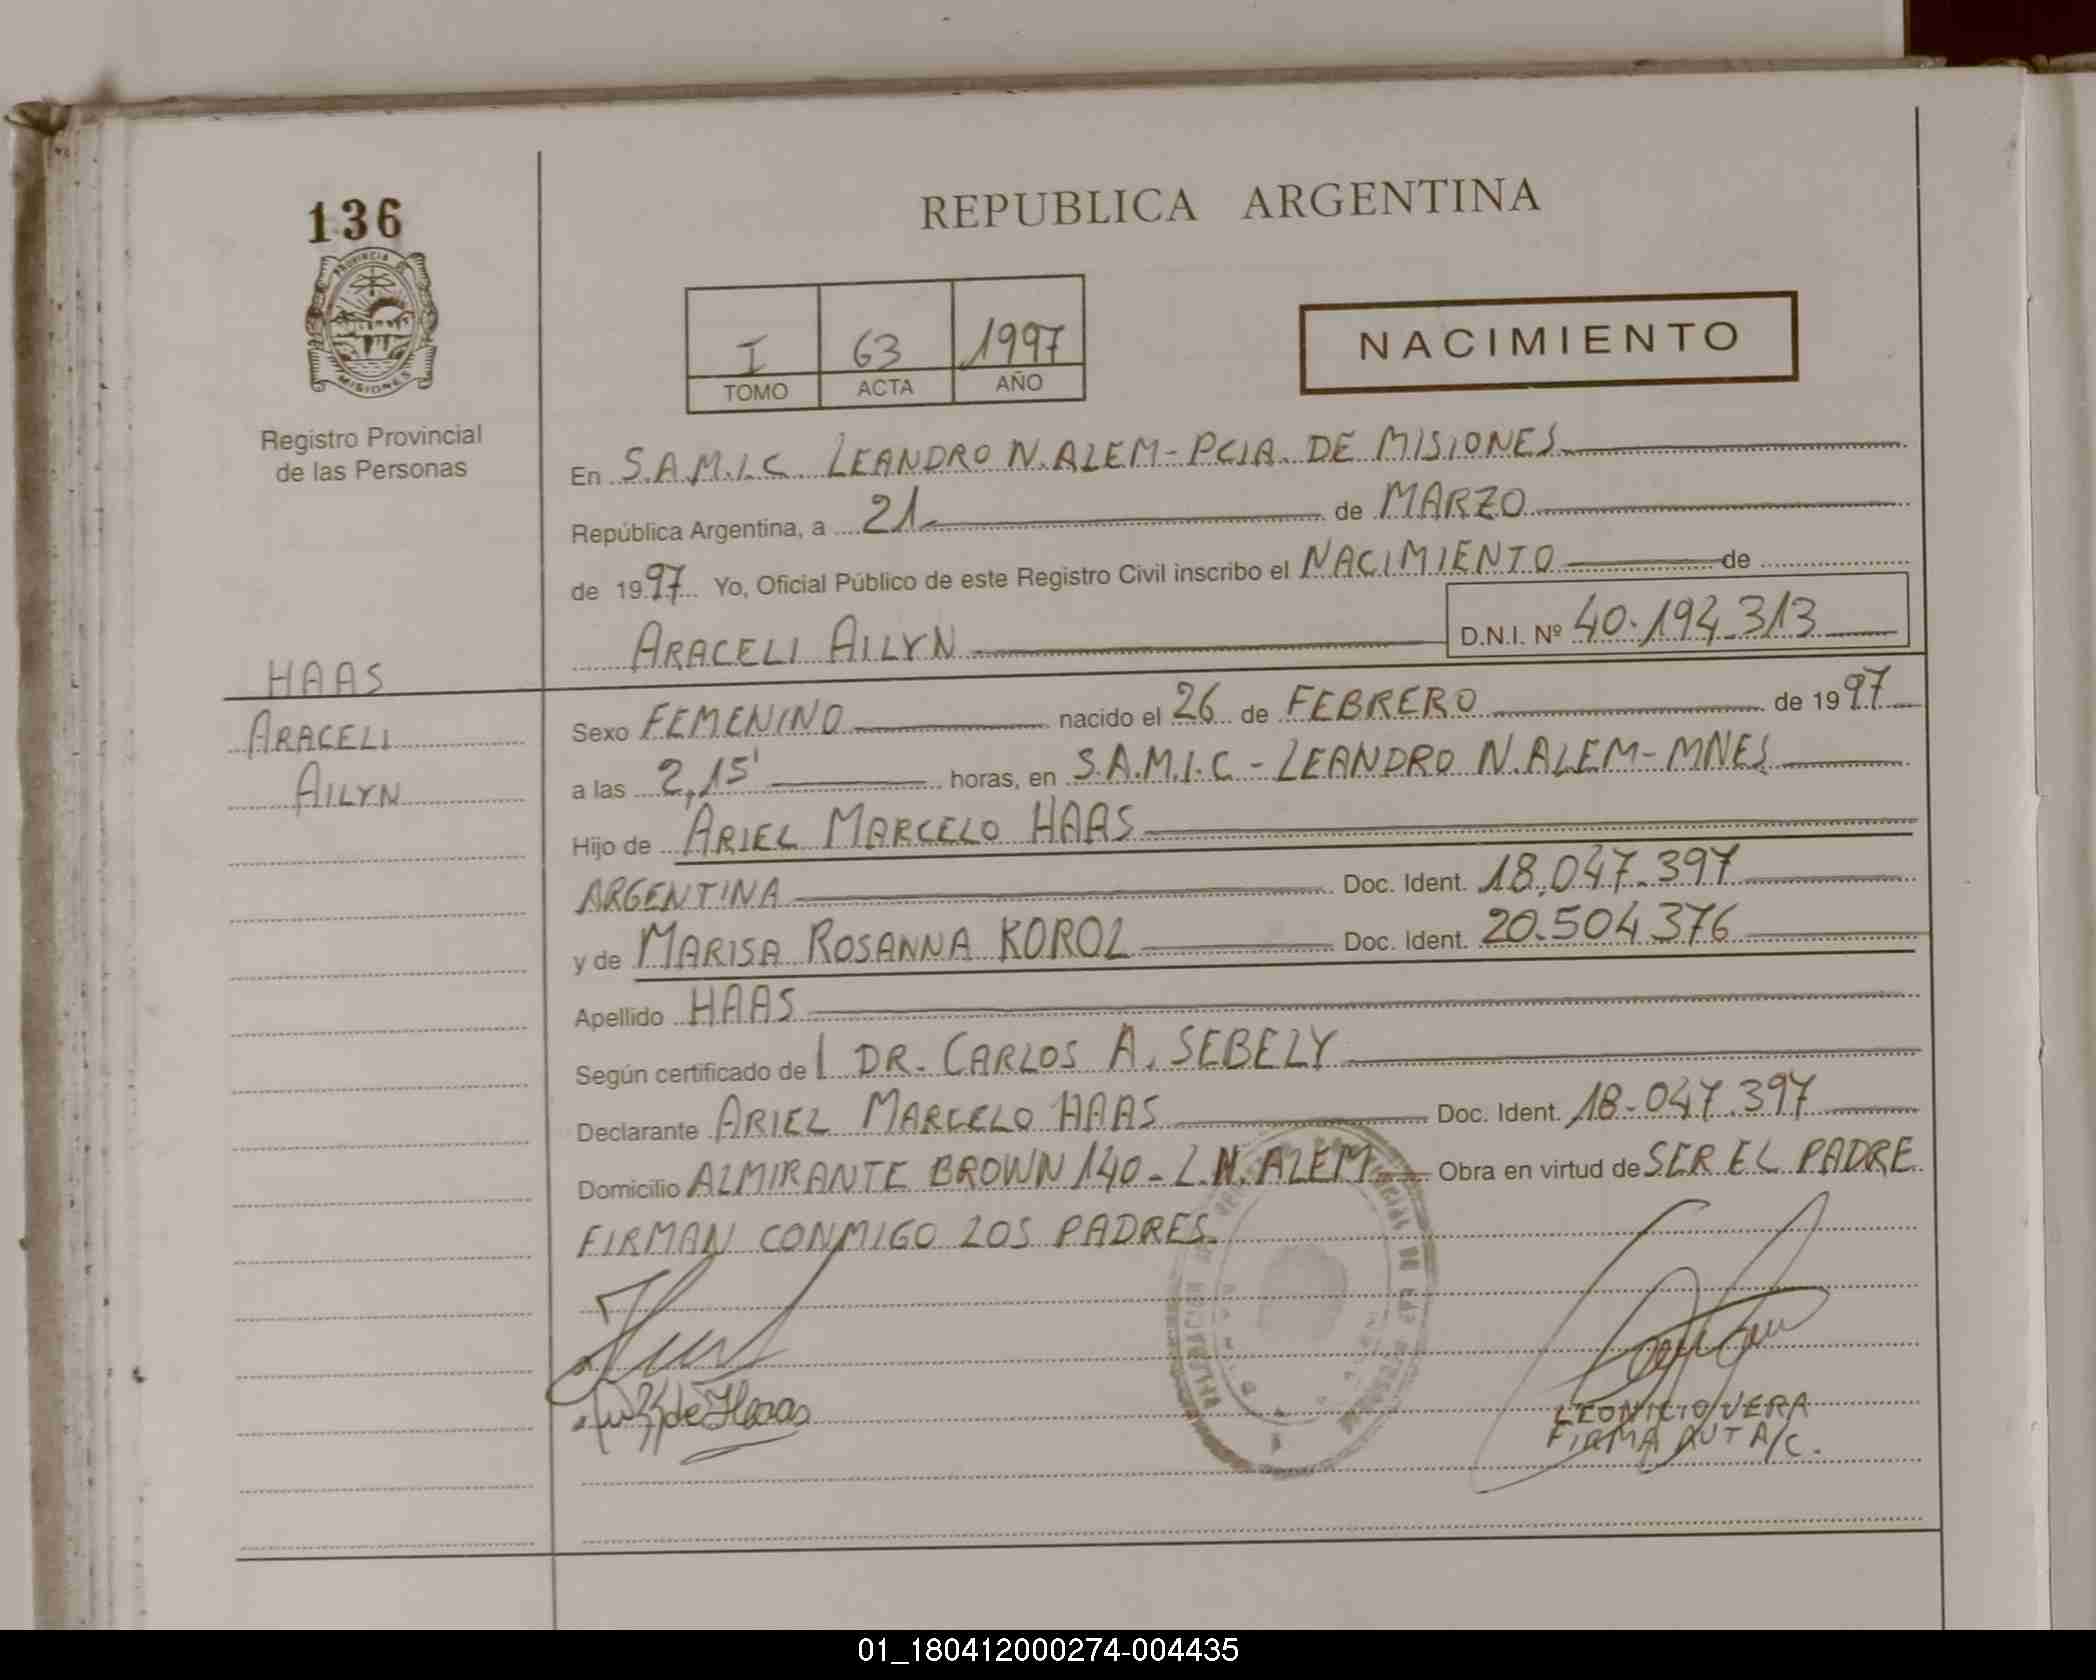 136
PROVINCIA DE
MISIONES
Registro Provincial
de las Personas
REPUBLICA ARGENTINA
I 63 1997
TOMO ACTA AÑO
NACIMIENTO
En S.A.M.I.C. LEANDRO N. ALEM - PCIA. DE MISIONES
República Argentina, a 21 de MARZO
de 1997 Yo, Oficial Público de este Registro Civil inscribo el NACIMIENTO de
ARACELI AILYN D.N.I. Nº 40.194.313
HAAS
ARACELI
AILYN
Sexo FEMENINO nacido el 26 de FEBRERO de 1997
a las 2,15' horas, en S.A.M.I.C - LEANDRO N. ALEM - MNES
Hijo de ARIEL MARCELO HAAS
ARGENTINA Doc. Ident. 18.047.397
y de MARISA ROSANNA KOROL Doc. Ident. 20.504.376
Apellido HAAS
Según certificado de l DR. CARLOS A. SEBELY
Declarante ARIEL MARCELO HAAS Doc. Ident. 18.047.397
Domicilio ALMIRANTE BROWN 140 - L.N. ALEM Obra en virtud de SER EL PADRE
FIRMAN CONMIGO LOS PADRES.
de Haas
LEONICIO VERA
FIRMA AUT A/C.
01_180412000274-004435